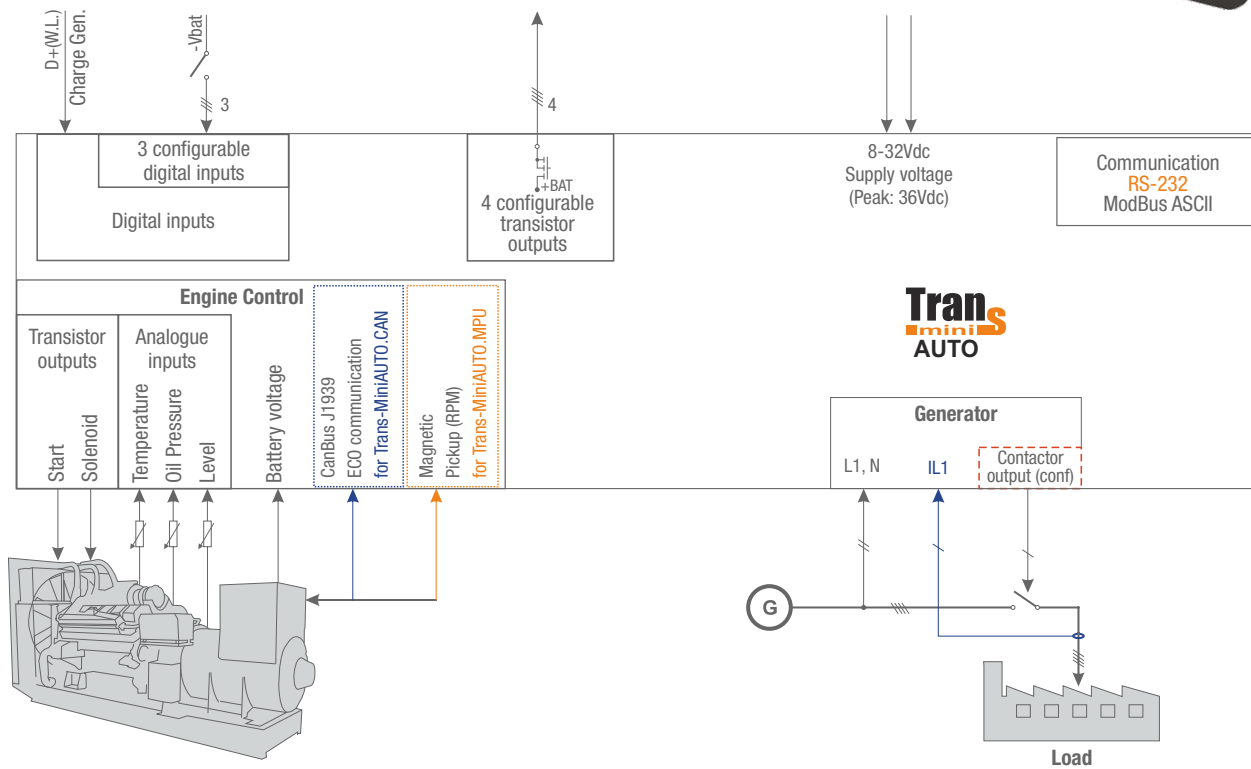 D+(W.L.)
Charge Gen.
-Vbat
3
4
3 configurable
digital inputs
Digital inputs
+BAT
4 configurable
transistor
outputs
8-32Vdc
Supply voltage
(Peak: 36Vdc)
Communication
RS-232
ModBus ASCII
Engine Control
Transistor
outputs
Analogue
inputs
Start
Solenoid
Temperature
Oil Pressure
Level
Battery voltage
CanBus J1939
ECO communication
for Trans-MiniAUTO.CAN
Magnetic
Pickup (RPM)
for Trans-MiniAUTO.MPU
Trans
mini
AUTO
Generator
L1, N
IL1
Contactor
output (conf)
G
Load